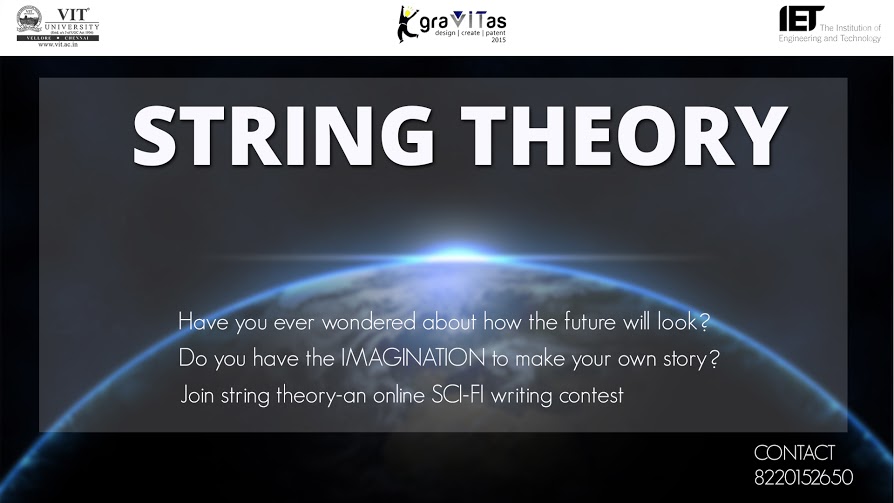 VIT
UNIVERSITY
VELLORE • CHENNAI
www.vit.ac.in
graVITas
design | create | patent
2015
IET The Institution of
Engineering and Technology
STRING THEORY
Have you ever wondered about how the future will look?
Do you have the IMAGINATION to make your own story?
Join string theory-an online SCI-FI writing contest
CONTACT
8220152650